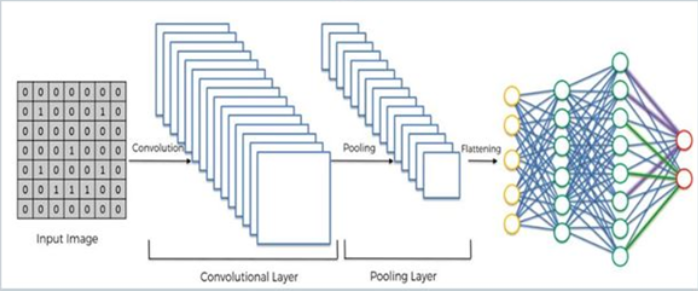 0 0 0 0 0 0 0
0 1 0 0 0 1 0
0 0 0 0 0 0 0
0 0 0 1 0 0 0
0 1 0 0 0 1 0
0 0 1 1 1 0 0
0 0 0 0 0 0 0
Input Image
Convolution
Convolutional Layer
Pooling
Pooling Layer
Flattening